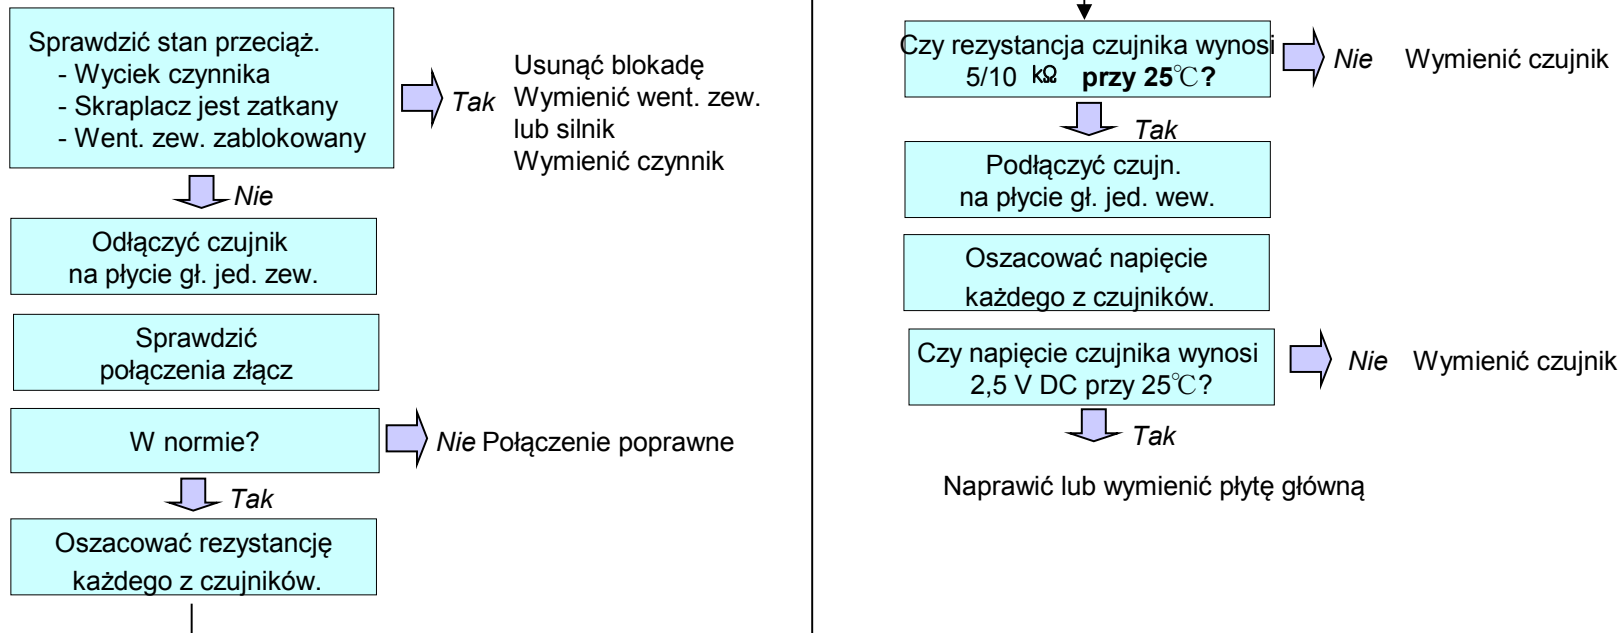 Sprawdzić stan przeciąż.
- Wyciek czynnika
- Skraplacz jest zatkany
- Went. zew. zablokowany
Tak
Usunąć blokadę
Wymienić went. zew.
lub silnik
Wymienić czynnik
Nie
Odłączyć czujnik
na płycie gł. jed. zew.
Sprawdzić
połączenia złącz
W normie?
Nie Połączenie poprawne
Tak
Oszacować rezystancję
każdego z czujników.
Czy rezystancja czujnika wynosi
5/10 kΩ przy 25℃?
Nie Wymienić czujnik
Tak
Podłączyć czujn.
na płycie gł. jed. wew.
Oszacować napięcie
każdego z czujników.
Czy napięcie czujnika wynosi
2,5 V DC przy 25℃?
Nie Wymienić czujnik
Tak
Naprawić lub wymienić płytę główną